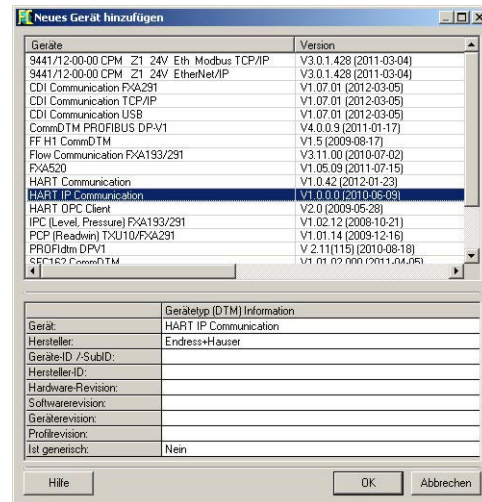 Neues Gerät hinzufügen
Geräte Version
9441/12-00-00 CPM Z1 24V Eth Modbus TCP/IP V3.0.1.428 (2011-03-04)
9441/12-00-00 CPM Z1 24V EtherNet/IP V3.0.1.428 (2011-03-04)
CDI Communication FXA291 V1.07.01 (2012-03-05)
CDI Communication TCP/IP V1.07.01 (2012-03-05)
CDI Communication USB V1.07.01 (2012-03-05)
CommDTM PROFIBUS DP-V1 V4.0.0.9 (2011-01-17)
FF H1 CommDTM V1.5 (2009-08-17)
Flow Communication FXA193/291 V3.11.00 (2010-07-02)
FXA520 V1.05.09 (2011-07-15)
HART Communication V1.0.42 (2012-01-23)
HART IP Communication V1.0.0.0 (2010-06-09)
HART OPC Client V2.0 (2009-05-28)
IPC (Level, Pressure) FXA193/291 V1.02.12 (2008-10-21)
PCP (Readwin) TXU10/FXA291 V1.01.14 (2009-12-16)
PROFIdtm DPV1 V 2.11(115) (2010-08-18)
SFC162 CommDTM V1.01.02.000 (2011-04-05)
Gerätetyp (DTM) Information
Gerät: HART IP Communication
Hersteller: Endress+Hauser
Geräte-ID /-SubID:
Hersteller-ID:
Hardware-Revision:
Softwarerevision:
Geräterevision:
Profilrevision:
Ist generisch: Nein
Hilfe OK Abbrechen